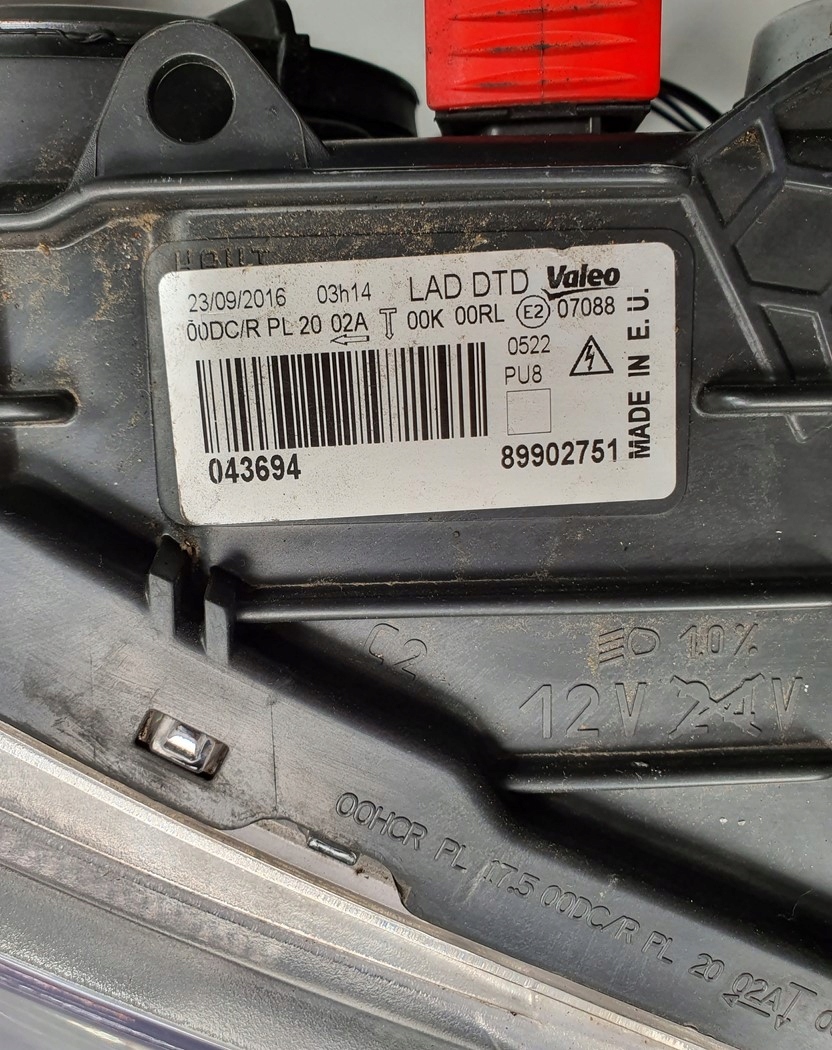 23/09/2016 03h14 LAD DTD Valeo
00DC/R PL 20 02A 00K 00RL E2 07088
0522
PU8
MADE IN E.U.
043694 89902751
10%
12V 24V
00HCR PL 17.5 00DC/R PL 20 02A